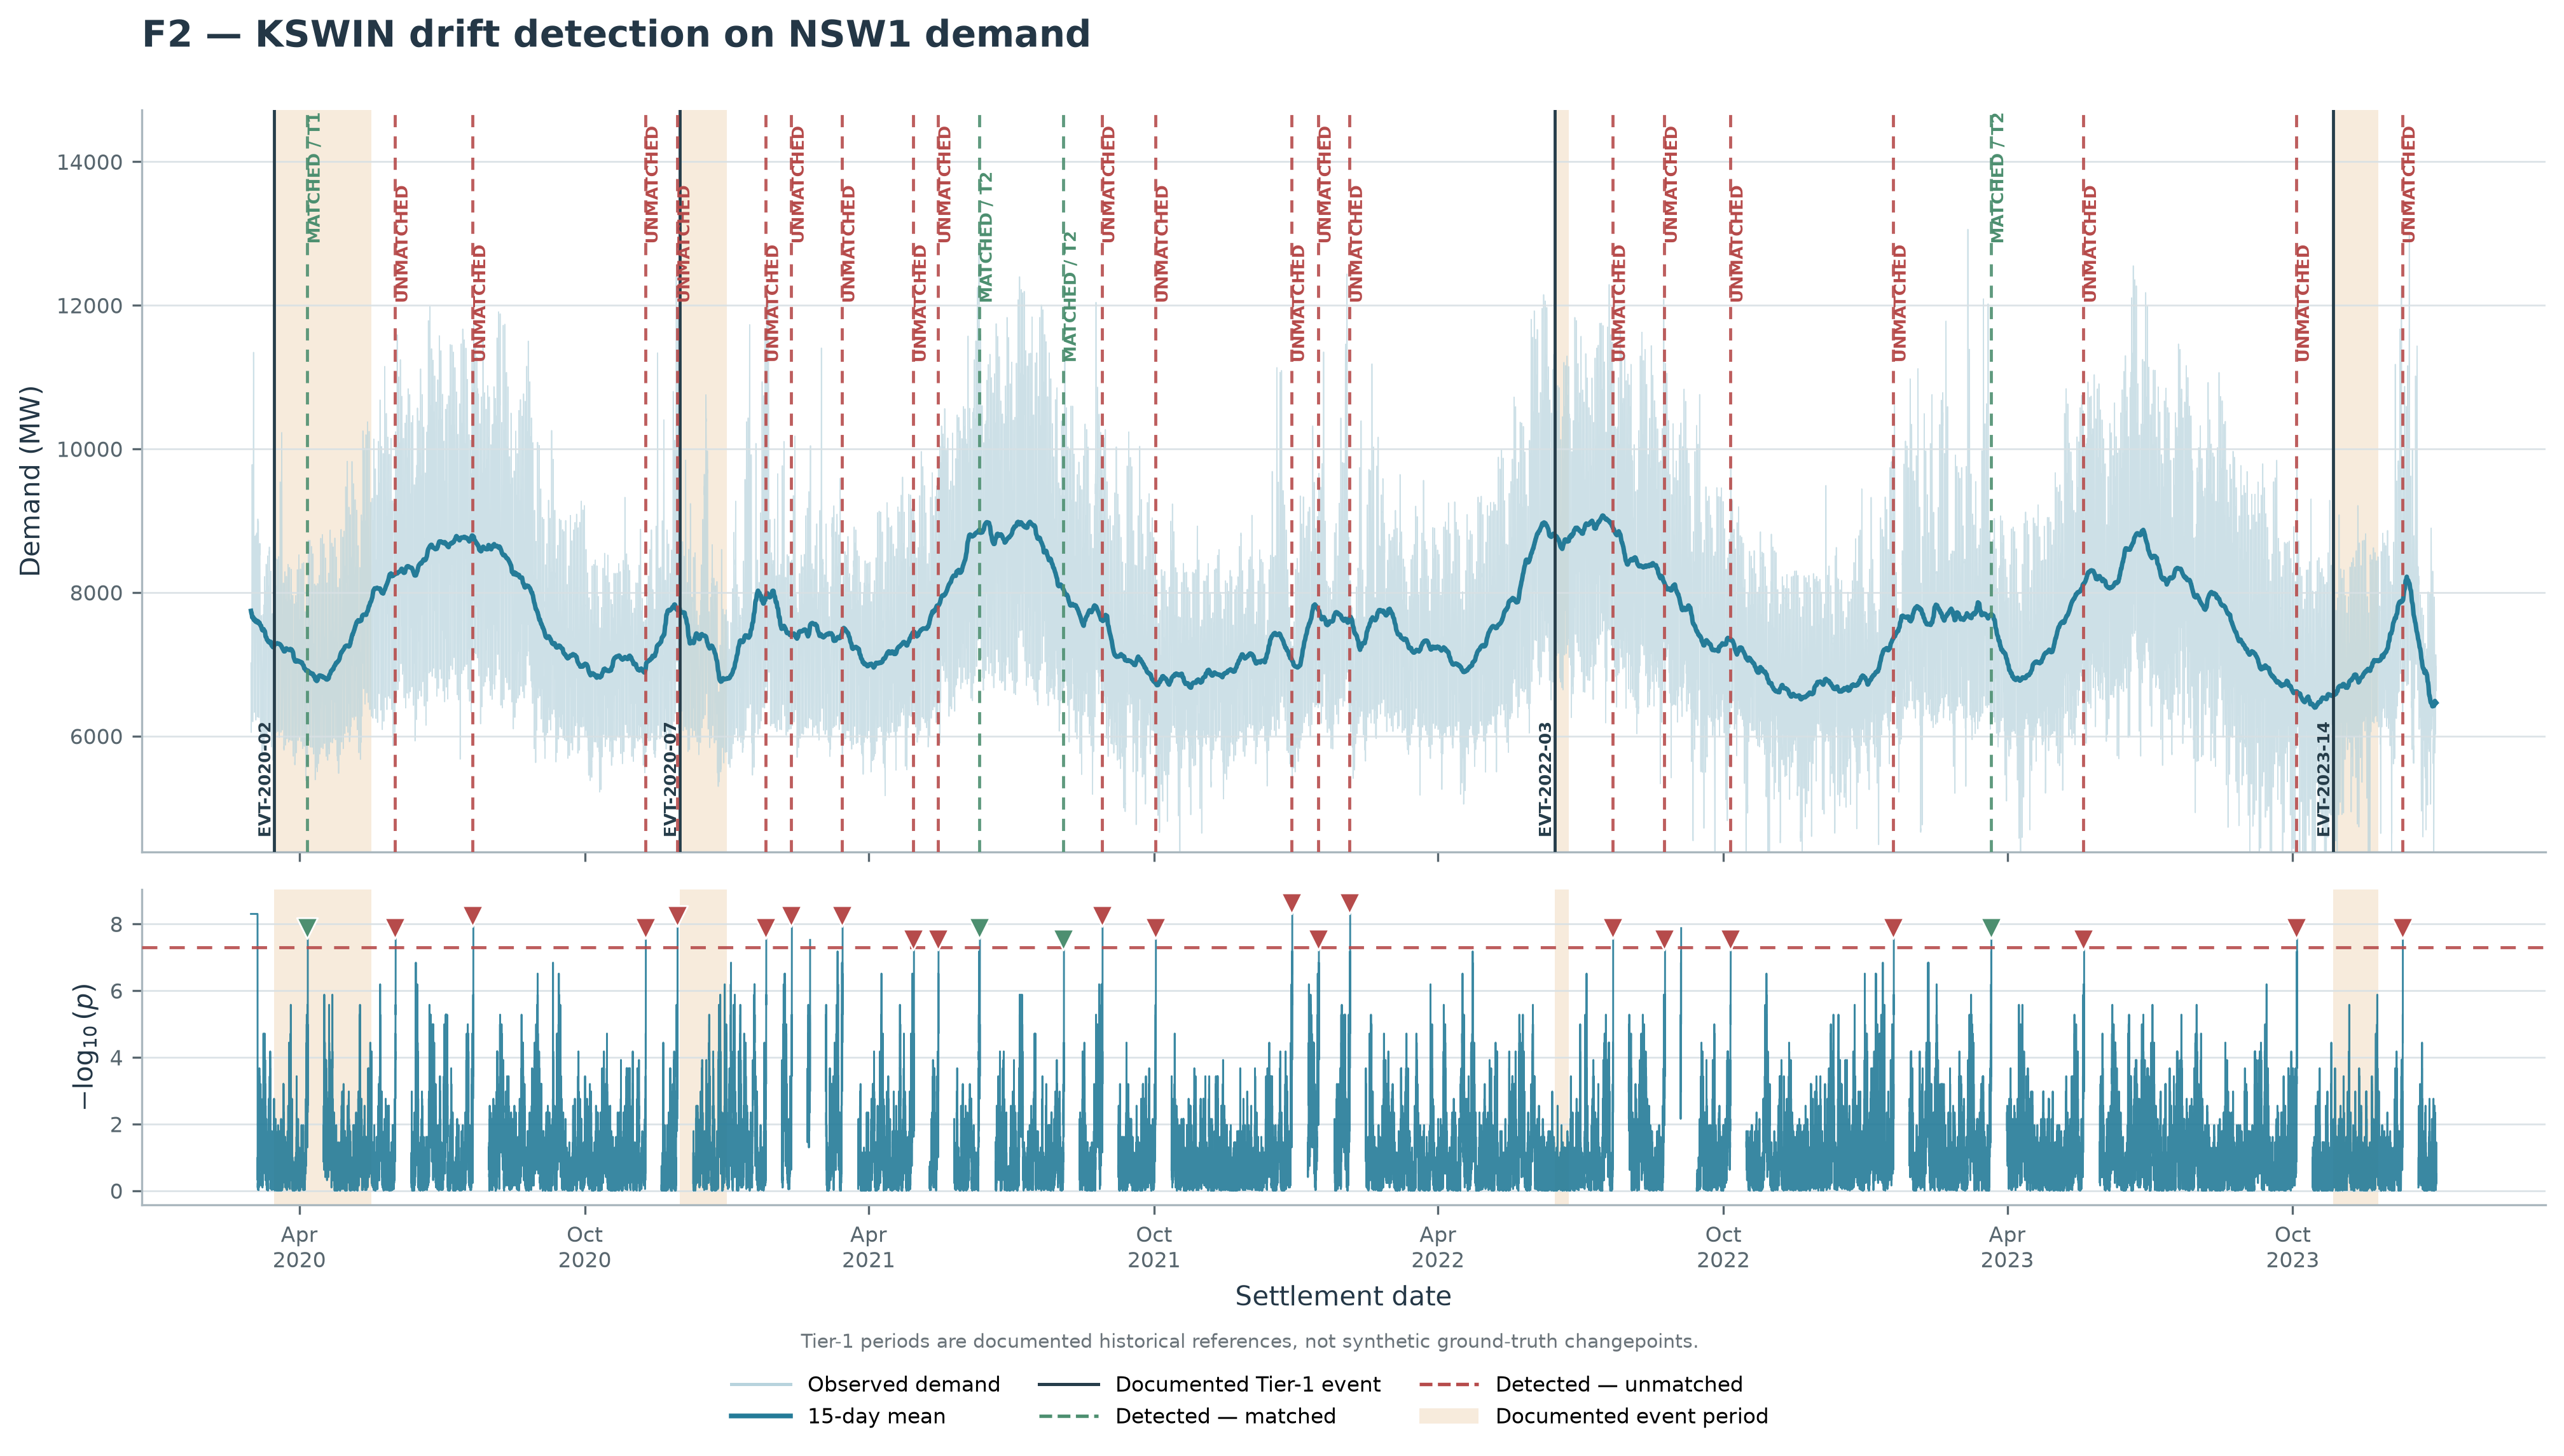 F2 — KSWIN drift detection on NSW1 demand
Demand (MW)
14000
12000
10000
8000
6000
MATCHED / T1
UNMATCHED
UNMATCHED
UNMATCHED
UNMATCHED
UNMATCHED
UNMATCHED
UNMATCHED
UNMATCHED
UNMATCHED
MATCHED / T2
MATCHED / T2
UNMATCHED
UNMATCHED
UNMATCHED
UNMATCHED
UNMATCHED
UNMATCHED
UNMATCHED
UNMATCHED
UNMATCHED
MATCHED / T2
UNMATCHED
UNMATCHED
UNMATCHED
EVT-2020-02
EVT-2020-07
EVT-2022-03
EVT-2023-14
−log₁₀ (p)
8
6
4
2
0
Apr
2020
Oct
2020
Apr
2021
Oct
2021
Apr
2022
Oct
2022
Apr
2023
Oct
2023
Settlement date
Tier-1 periods are documented historical references, not synthetic ground-truth changepoints.
Observed demand
15-day mean
Documented Tier-1 event
Detected — matched
Detected — unmatched
Documented event period